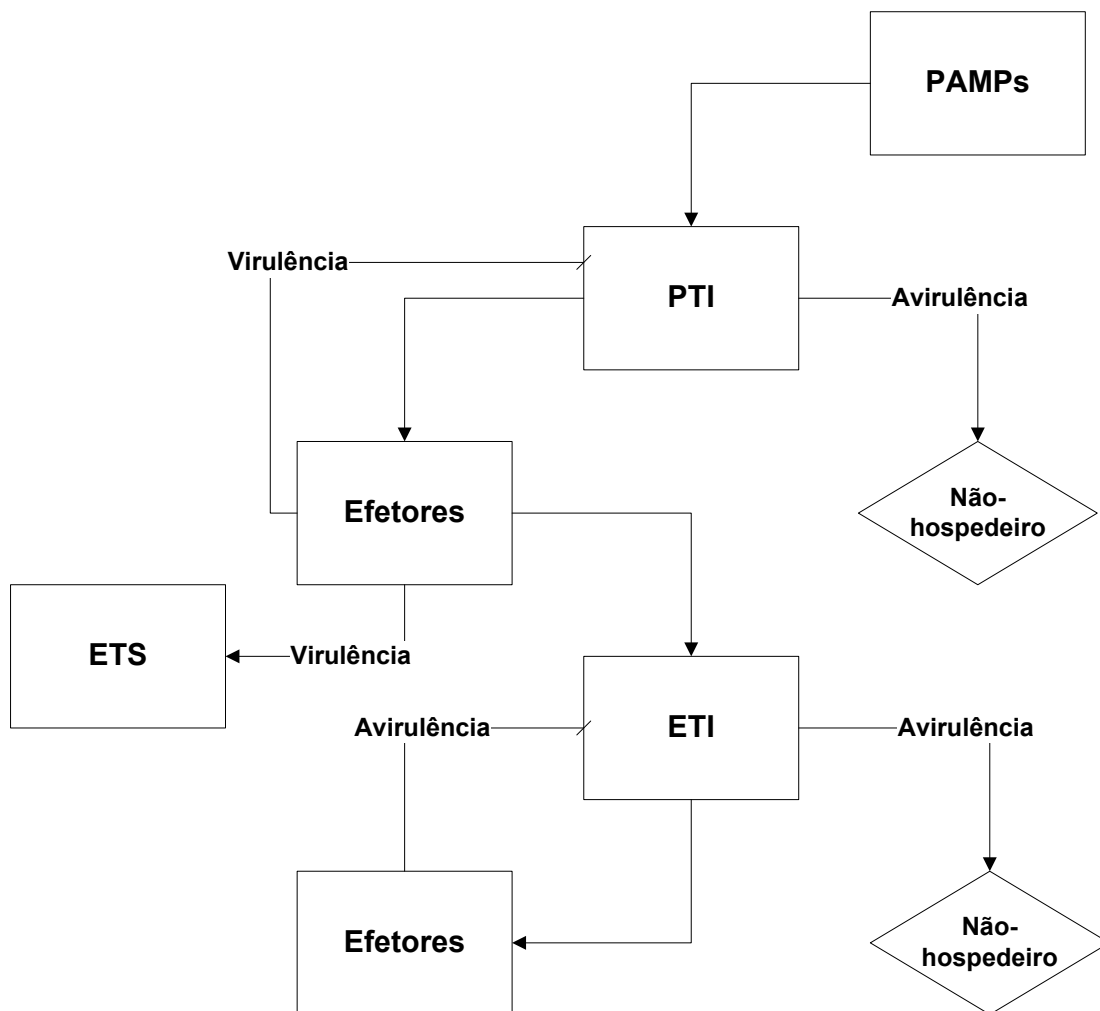 PAMPs
Virulência
PTI
Avirulência
Efetores
Não-
hospedeiro
ETS
Virulência
Avirulência
ETI
Avirulência
Efetores
Não-
hospedeiro